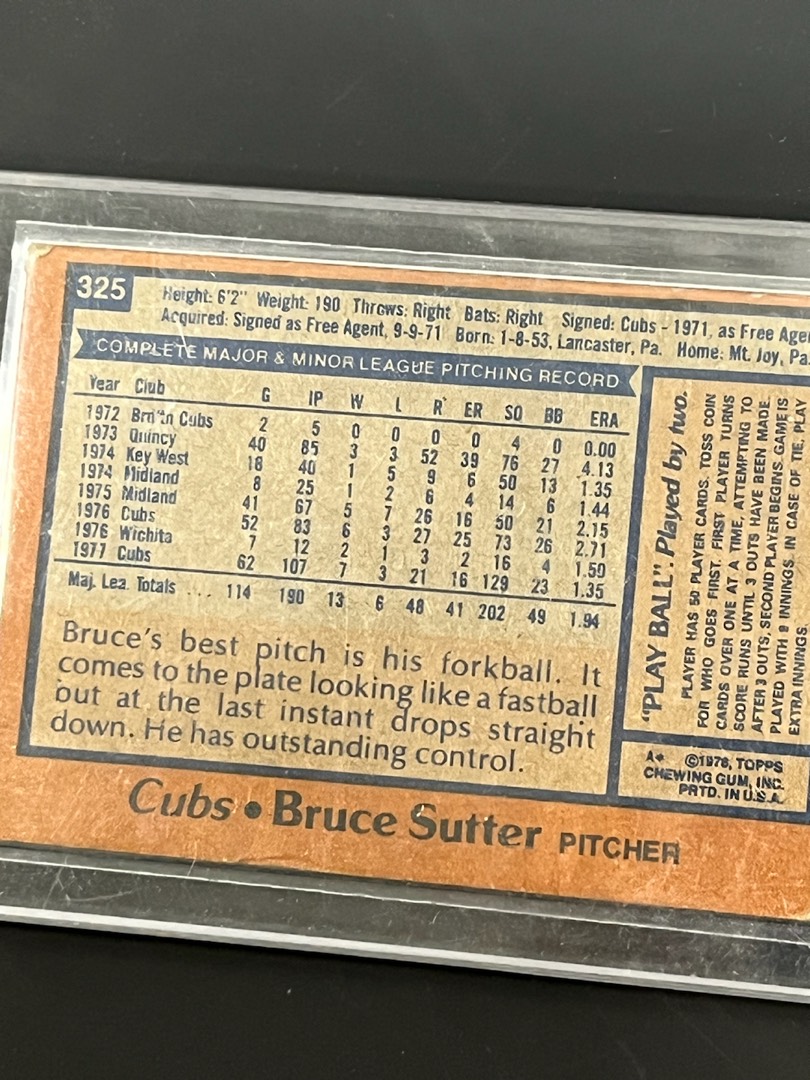 325
Height: 6'2" Weight: 190 Throws: Right Bats: Right Signed: Cubs - 1971, as Free Age
Acquired: Signed as Free Agent, 9-9-71 Born: 1-8-53, Lancaster, Pa. Home: Mt. Joy, Pa.
COMPLETE MAJOR & MINOR LEAGUE PITCHING RECORD
Year Club G IP W L R ER SO BB ERA
1972 Brd'tn Cubs 2 5 0 0 0 0 4 0 0.00
1973 Quincy 40 85 3 3 52 39 76 27 4.13
1974 Key West 18 40 1 5 9 6 50 13 1.35
1974 Midland 8 25 1 2 6 4 14 6 1.44
1975 Midland 41 67 5 7 26 16 50 21 2.15
1976 Cubs 52 83 6 3 27 25 73 26 2.71
1976 Wichita 7 12 2 1 3 2 16 4 1.50
1977 Cubs 62 107 7 3 21 16 129 23 1.35
Maj. Lea. Totals ... 114 190 13 6 48 41 202 49 1.94
Bruce's best pitch is his forkball. It
comes to the plate looking like a fastball
but at the last instant drops straight
down. He has outstanding control.
"PLAY BALL". Played by two.
PLAYER HAS 50 PLAYER CARDS. TOSS COIN
FOR WHO GOES FIRST. FIRST PLAYER TURNS
CARDS OVER ONE AT A TIME, ATTEMPTING TO
SCORE RUNS UNTIL 3 OUTS HAVE BEEN MADE.
AFTER 3 OUTS, SECOND PLAYER BEGINS. GAME IS
PLAYED WITH 9 INNINGS. IN CASE OF TIE, PLAY
EXTRA INNINGS.
A* ©1978, TOPPS
CHEWING GUM, INC.
PRTD. IN U.S.A.
Cubs • Bruce Sutter PITCHER